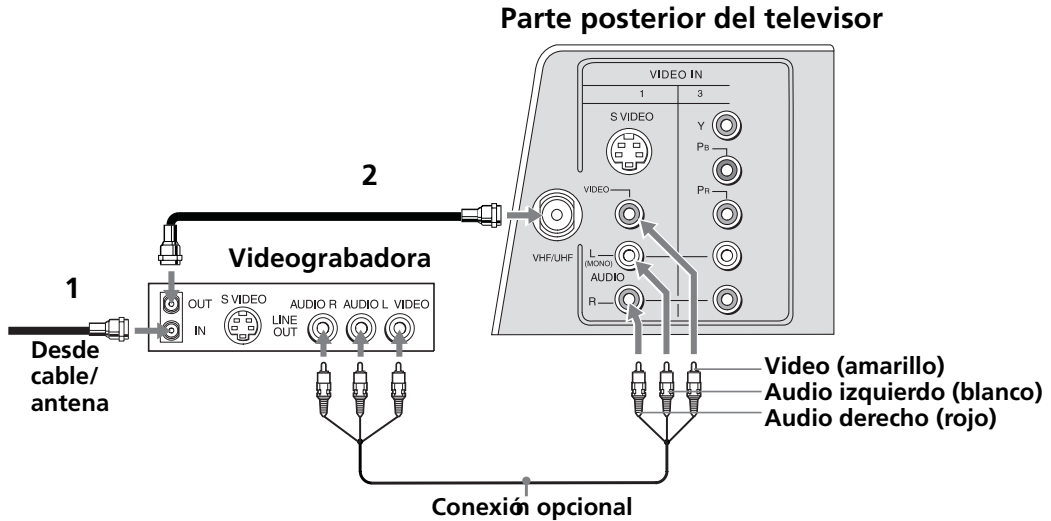 Parte posterior del televisor
VIDEO IN
1 3
S VIDEO
Y
PB
PR
VIDEO
VHF/UHF
L
(MONO)
AUDIO
R
2
Videograbadora
1
OUT
IN
S VIDEO
LINE
OUT
AUDIO R AUDIO L VIDEO
Desde
cable/
antena
Video (amarillo)
Audio izquierdo (blanco)
Audio derecho (rojo)
Conexión opcional